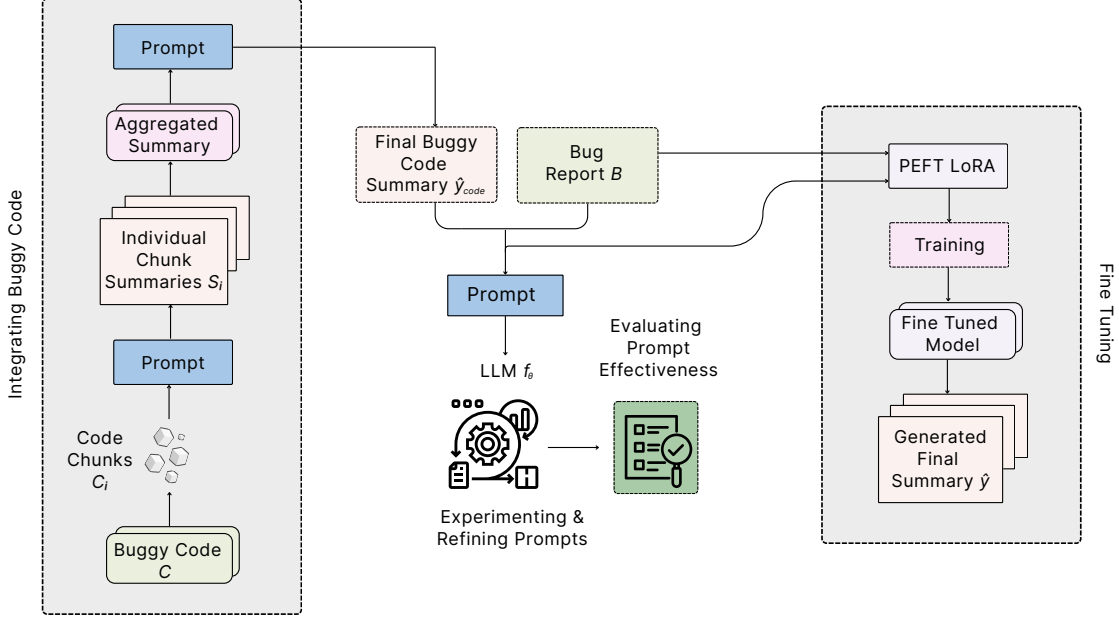 Integrating Buggy Code
Prompt
Aggregated
Summary
Individual
Chunk
Summaries Sᵢ
Prompt
Code
Chunks
Cᵢ
Buggy Code
C
Final Buggy
Code
Summary ŷcode
Bug
Report B
Prompt
LLM fθ
Evaluating
Prompt
Effectiveness
Experimenting &
Refining Prompts
PEFT LoRA
Training
Fine Tuned
Model
Generated
Final
Summary ŷ
Fine Tuning